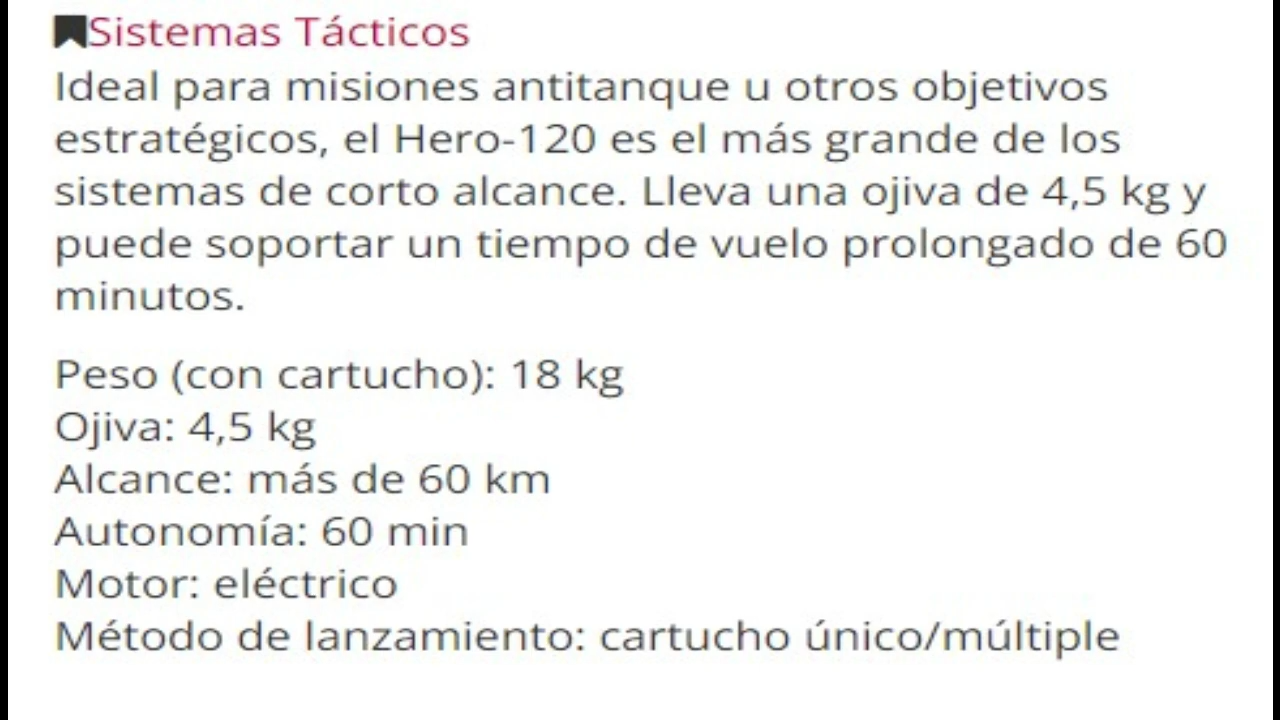 Sistemas Tácticos
Ideal para misiones antitanque u otros objetivos
estratégicos, el Hero-120 es el más grande de los
sistemas de corto alcance. Lleva una ojiva de 4,5 kg y
puede soportar un tiempo de vuelo prolongado de 60
minutos.
Peso (con cartucho): 18 kg
Ojiva: 4,5 kg
Alcance: más de 60 km
Autonomía: 60 min
Motor: eléctrico
Método de lanzamiento: cartucho único/múltiple